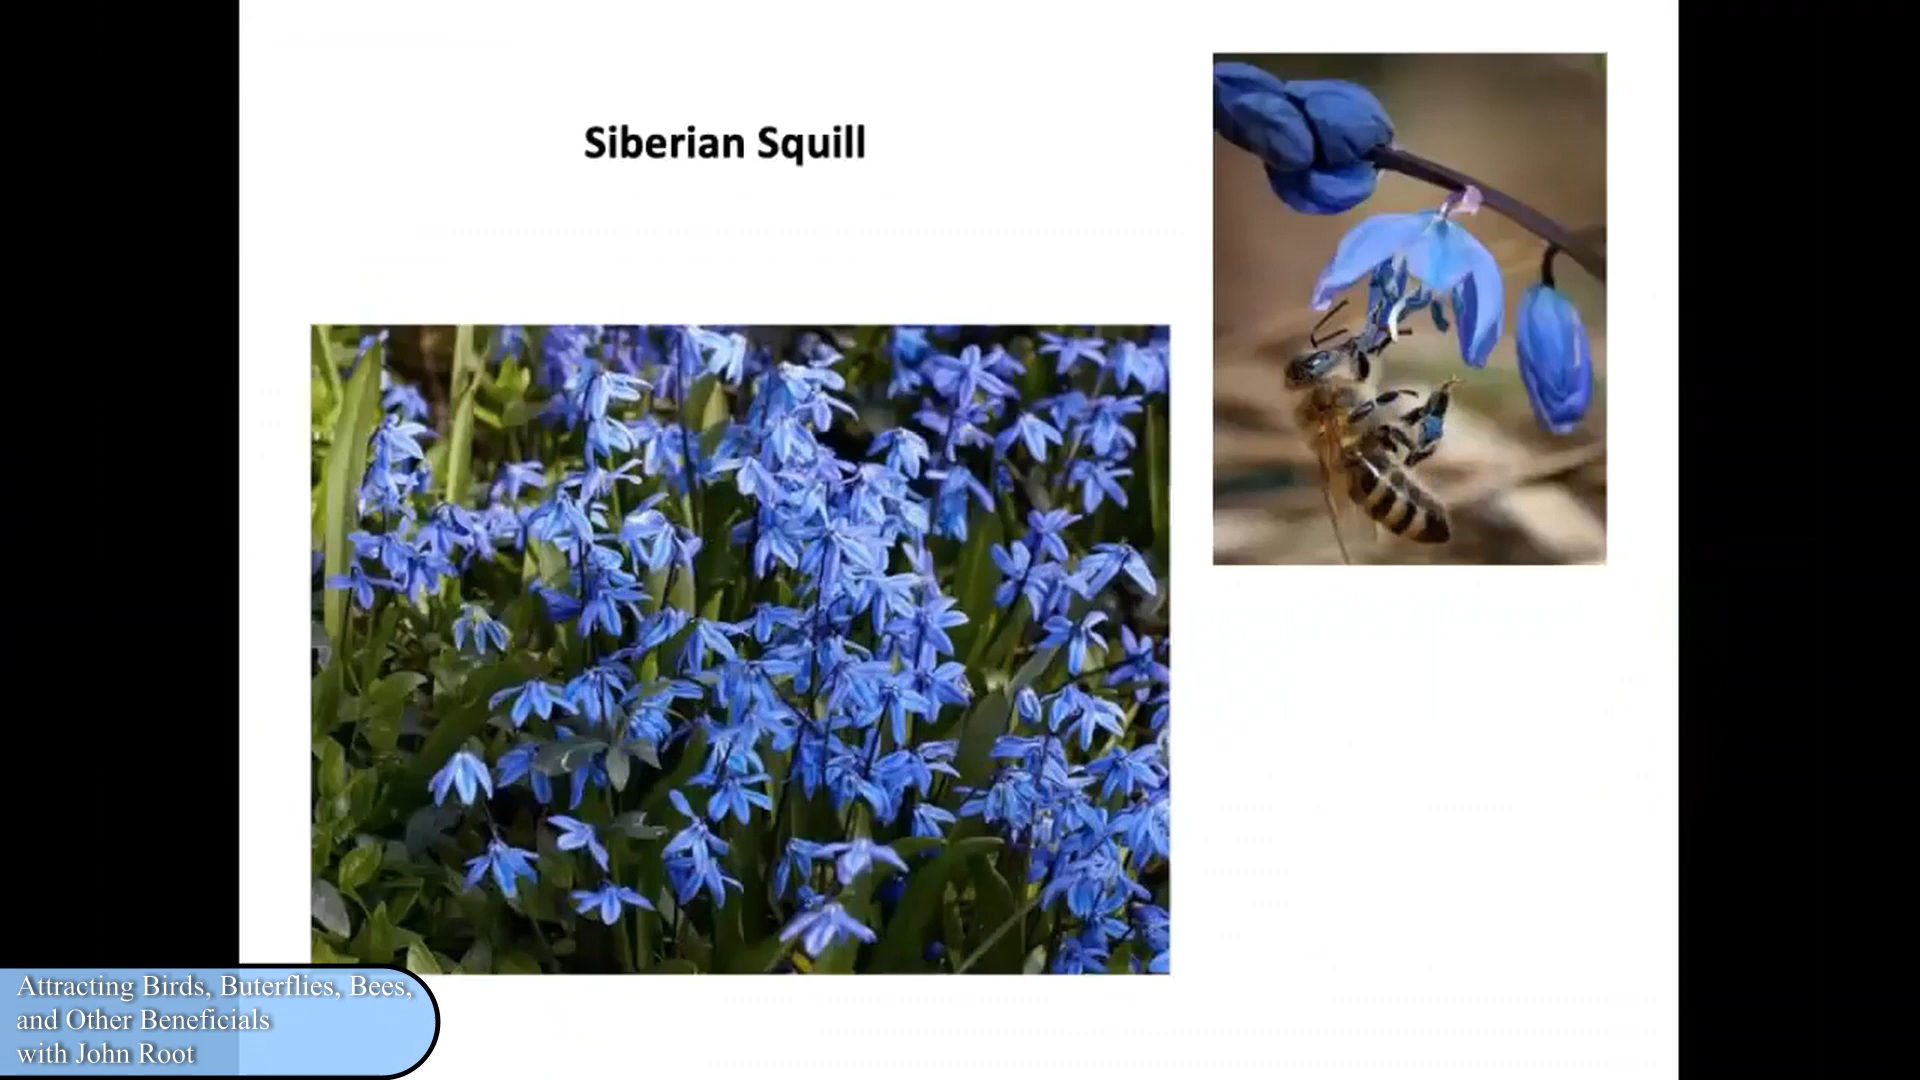 Siberian Squill
Attracting Birds, Buterflies, Bees,
and Other Beneficials
with John Root